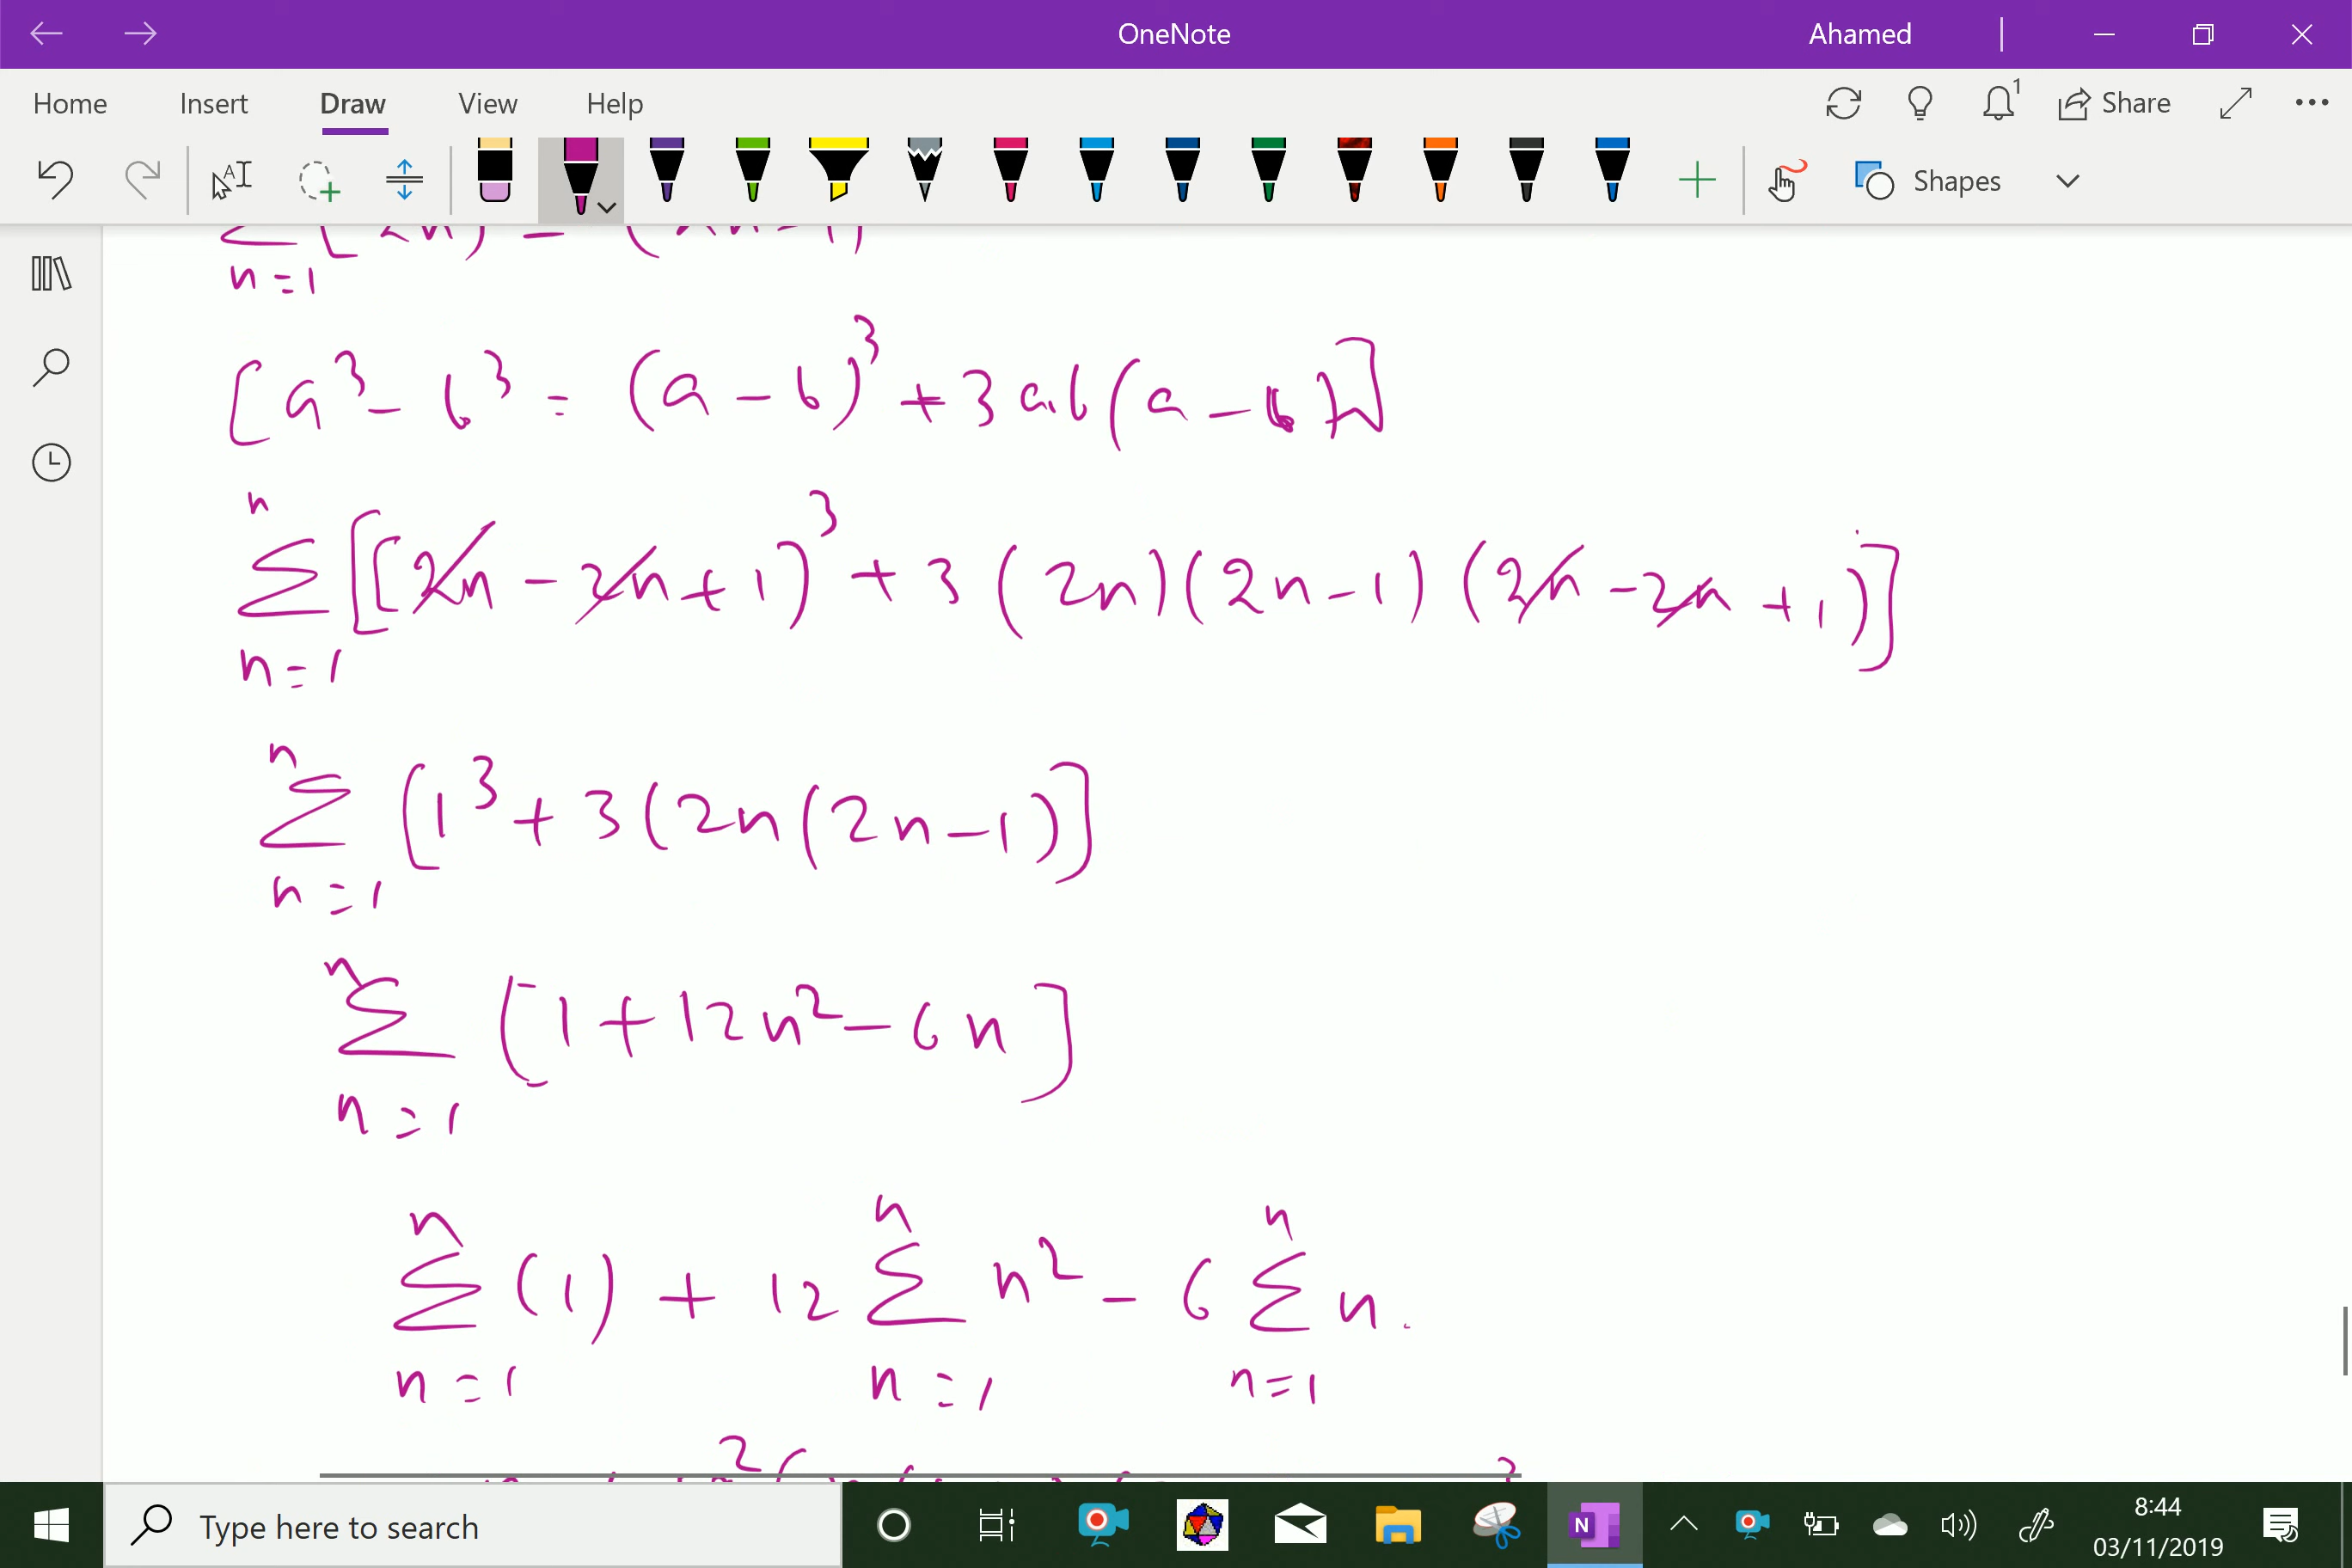 OneNote Ahamed
Home Insert Draw View Help 1 Share
Shapes
n=1
[a³ - b³ = (a - b)³ + 3ab(a - b)]
n
Σ [[2n - 2n + 1)³ + 3 (2n)(2n - 1) (2n - 2n + 1)]
n=1
n
Σ [1³ + 3(2n(2n - 1)]
n=1
n
Σ [1 + 12n² - 6n]
n=1
n n n
Σ (1) + 12 Σ n² - 6 Σ n.
n=1 n=1 n=1
Type here to search N 8:44
03/11/2019